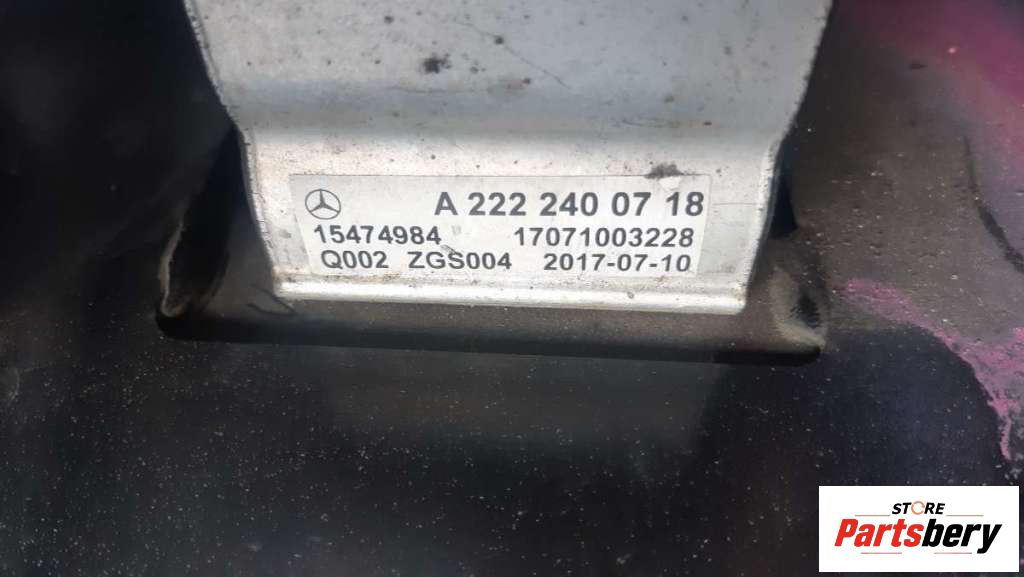 A 222 240 07 18
15474984 17071003228
Q002 ZGS004 2017-07-10
STORE
Partsbery